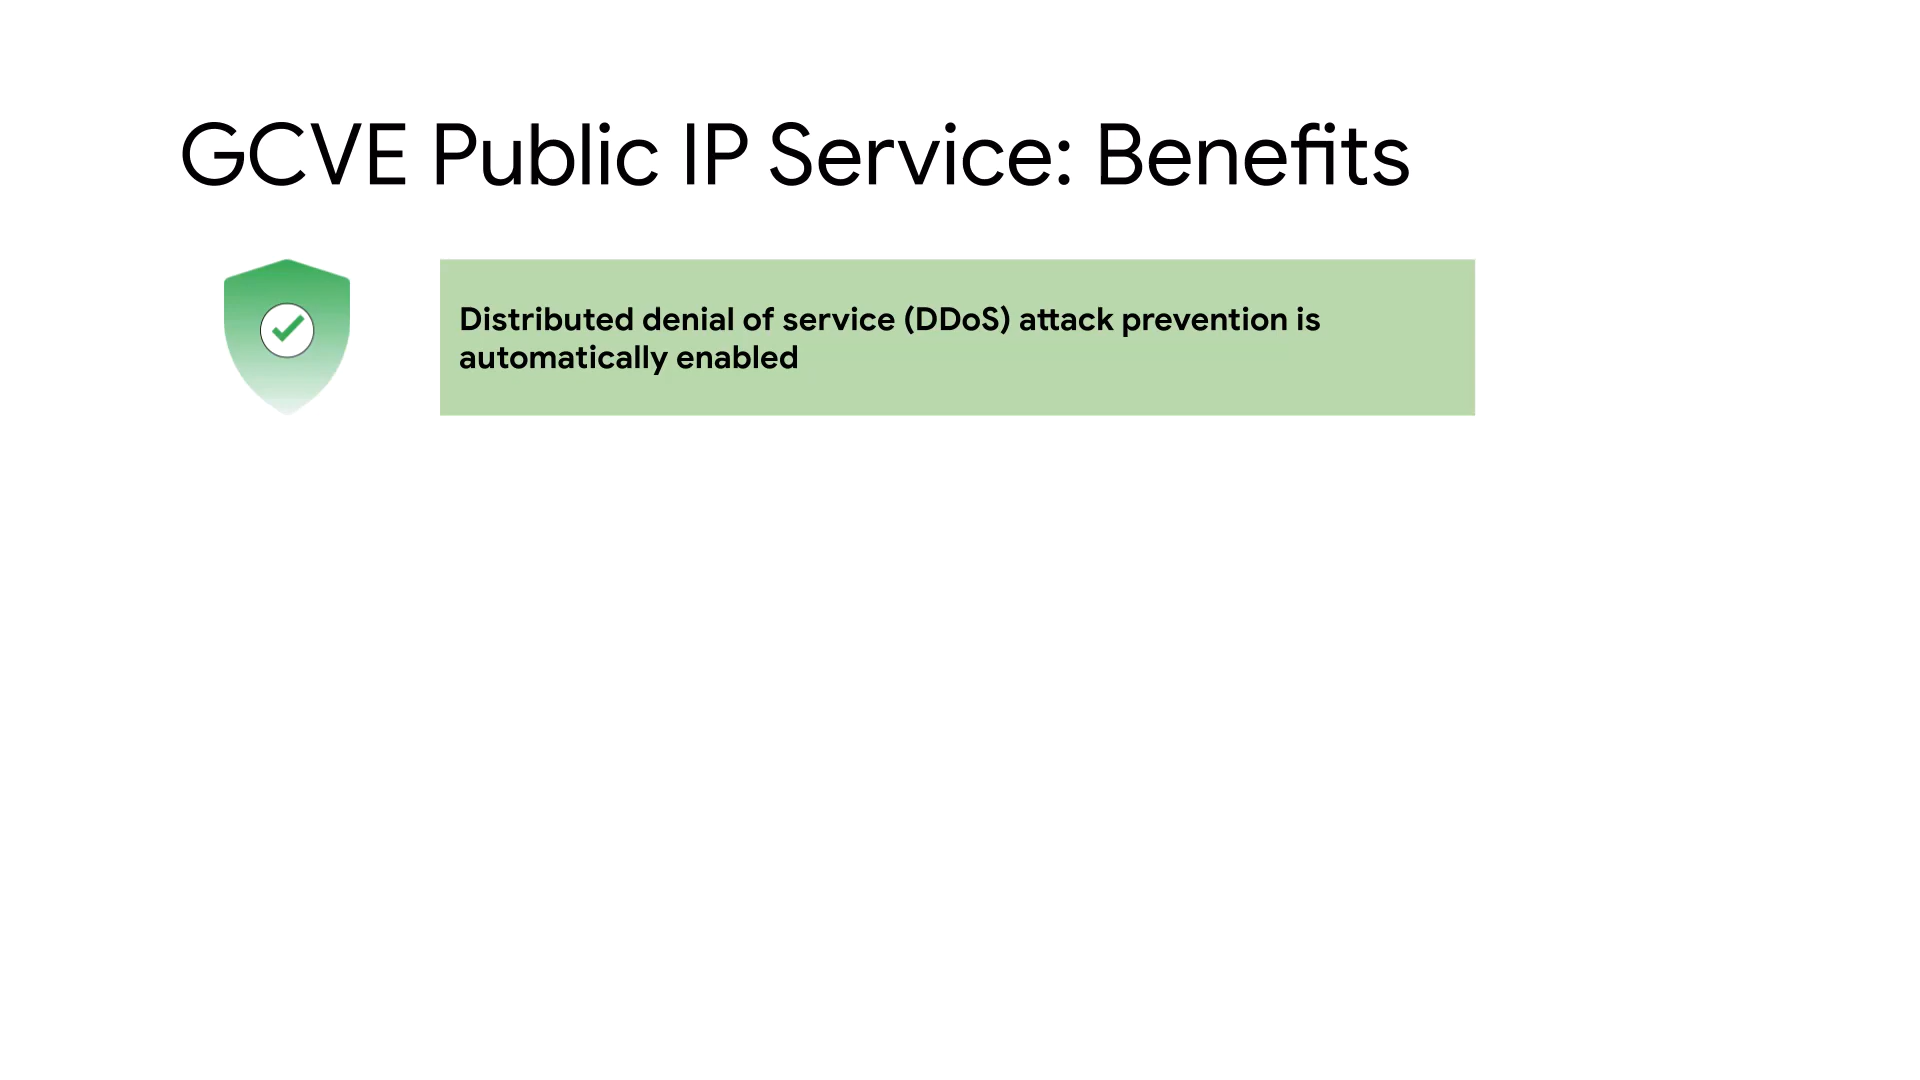 GCVE Public IP Service: Benefits
Distributed denial of service (DDoS) attack prevention is
automatically enabled